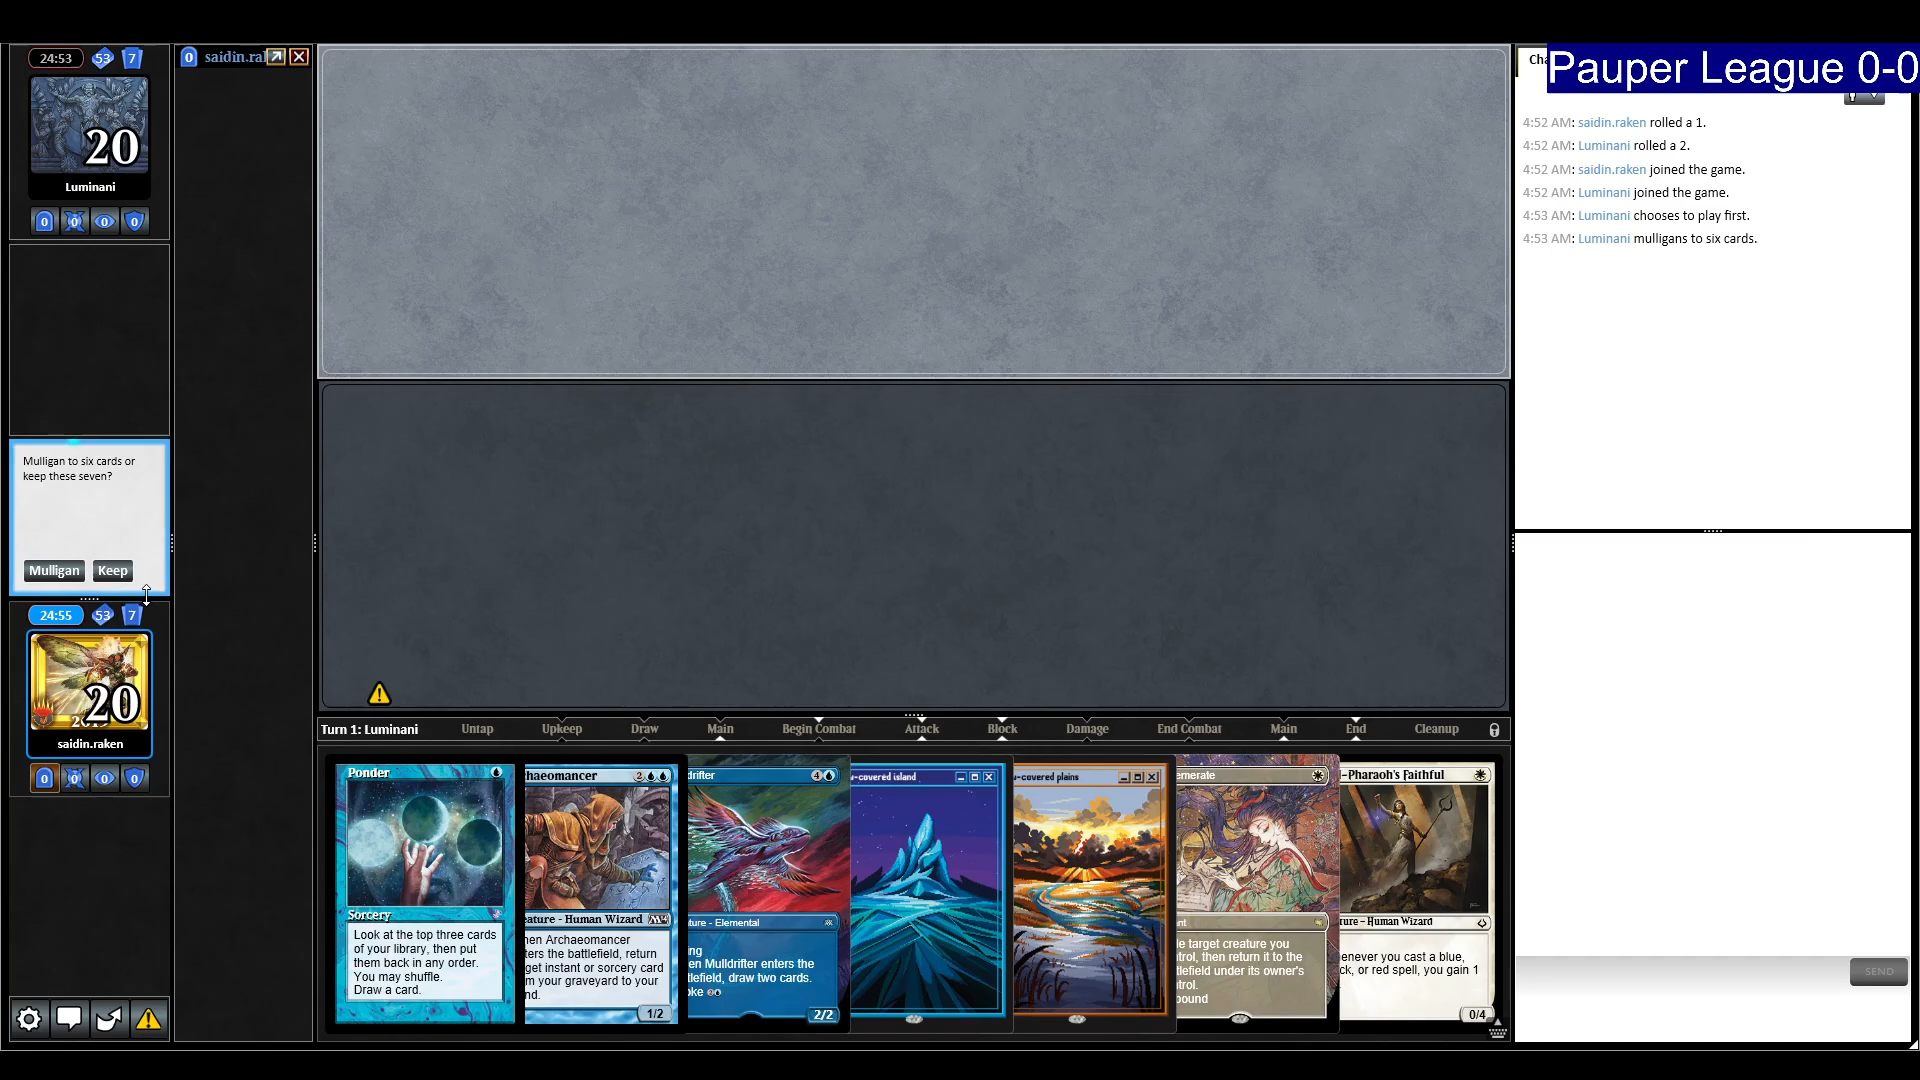 24:53
53
7
20
Luminani
0
0
0
0
0
saidin.ra
Mulligan to six cards or
keep these seven?
Mulligan
Keep
24:55
53
7
20
saidin.raken
0
0
0
0
Turn 1: Luminani
Untap
Upkeep
Draw
Main
Begin Combat
Attack
Block
Damage
End Combat
Main
End
Cleanup
Ponder
Sorcery
Look at the top three cards
of your library, then put
them back in any order.
You may shuffle.
Draw a card.
haeomancer
2
eature - Human Wizard
M14
hen Archaeomancer
ters the battlefield, return
get instant or sorcery card
m your graveyard to your
nd.
1/2
drifter
4
ture - Elemental
ing
en Mulldrifter enters the
tlefield, draw two cards.
oke
2/2
w-covered island
w-covered plains
emerate
ant
le target creature you
trol, then return it to the
tlefield under its owner's
trol.
bound
-Pharaoh's Faithful
ture – Human Wizard
enever you cast a blue,
ck, or red spell, you gain 1
0/4
Cha
Pauper League 0-0
4:52 AM: saidin.raken rolled a 1.
4:52 AM: Luminani rolled a 2.
4:52 AM: saidin.raken joined the game.
4:52 AM: Luminani joined the game.
4:53 AM: Luminani chooses to play first.
4:53 AM: Luminani mulligans to six cards.
SEND